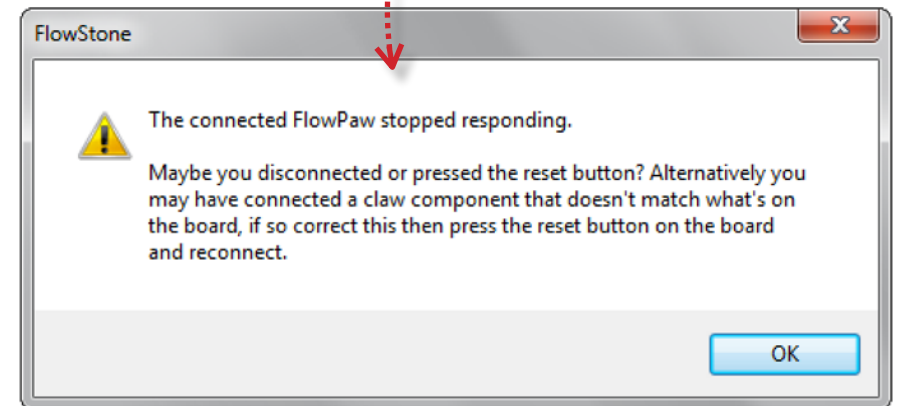 FlowStone
The connected FlowPaw stopped responding.
Maybe you disconnected or pressed the reset button? Alternatively you
may have connected a claw component that doesn't match what's on
the board, if so correct this then press the reset button on the board
and reconnect.
OK